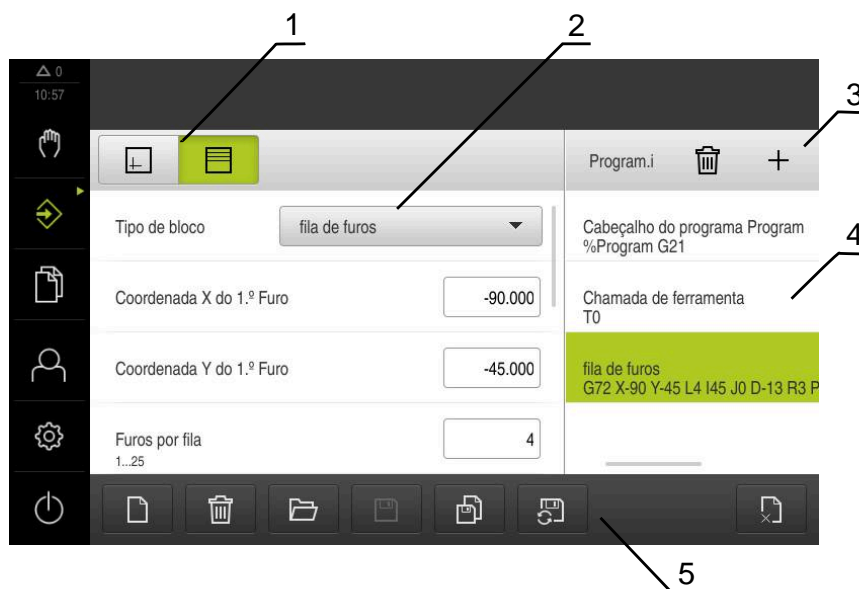 1
2
3
4
5
0
10:57
Program.i
Tipo de bloco
fila de furos
Coordenada X do 1.º Furo
-90.000
Coordenada Y do 1.º Furo
-45.000
Furos por fila
1...25
4
Cabeçalho do programa Program
%Program G21
Chamada de ferramenta
T0
fila de furos
G72 X-90 Y-45 L4 I45 J0 D-13 R3 P